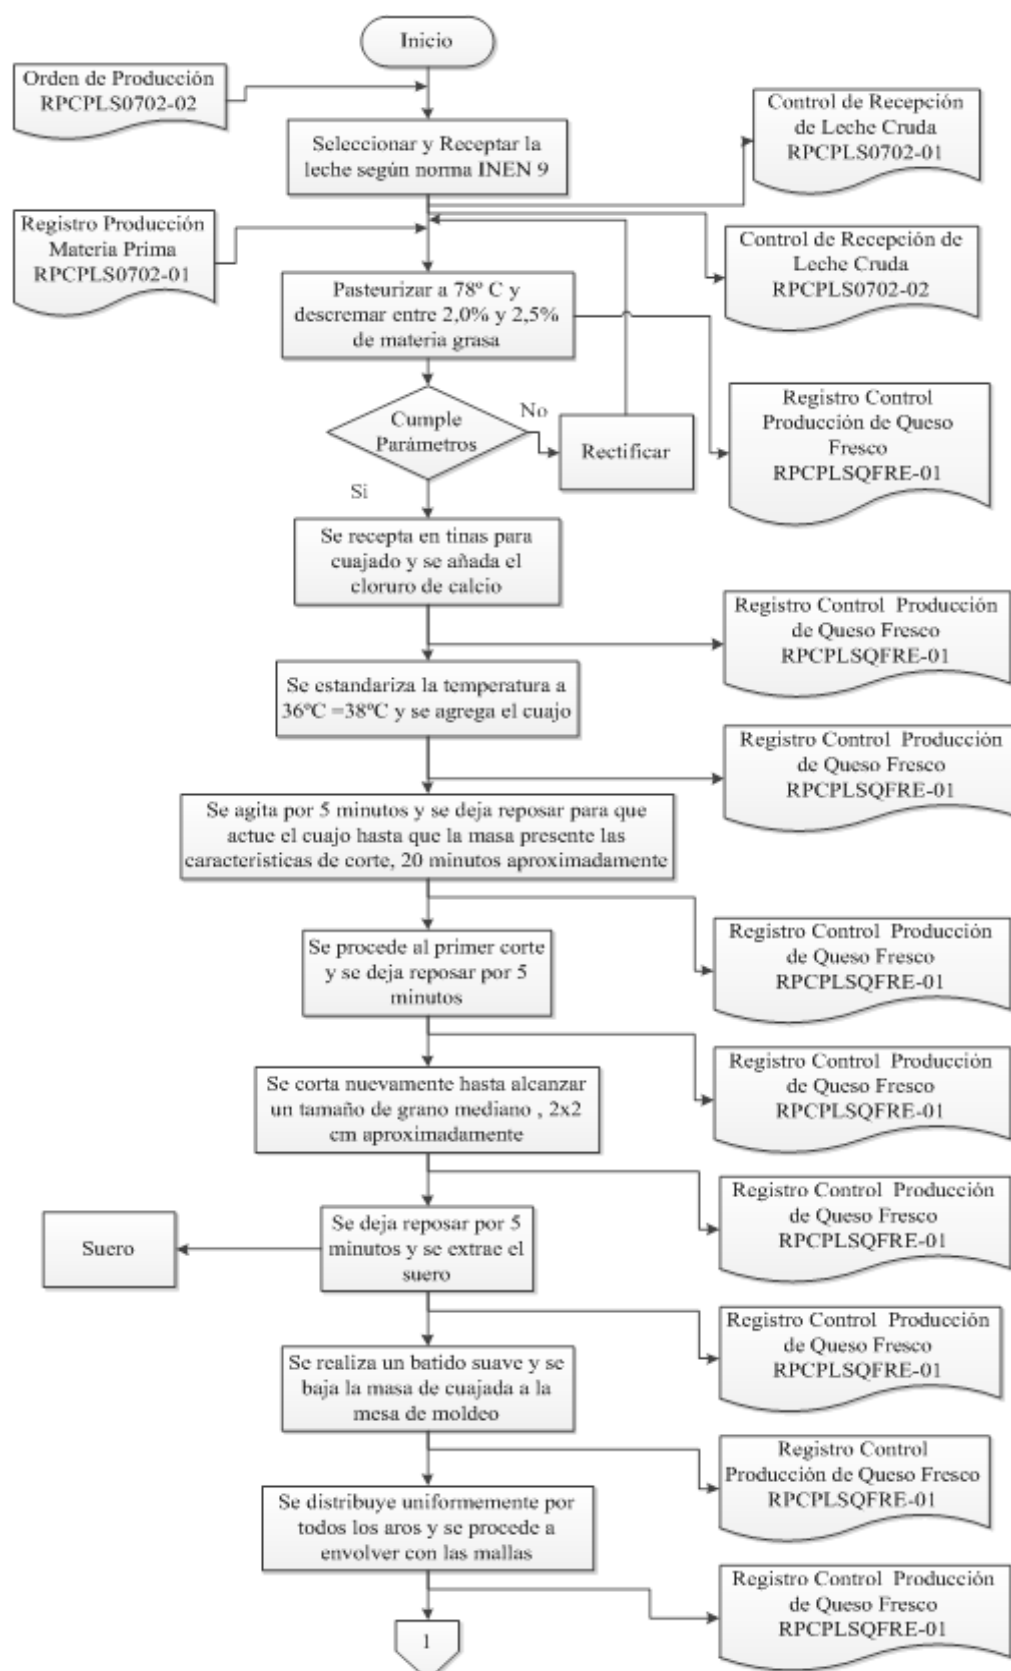 Inicio
Orden de Producción
RPCPLS0702-02
Control de Recepción
de Leche Cruda
RPCPLS0702-01
Seleccionar y Receptar la
leche según norma INEN 9
Registro Producción
Materia Prima
RPCPLS0702-01
Control de Recepción de
Leche Cruda
RPCPLS0702-02
Pasteurizar a 78º C y
descremar entre 2,0% y 2,5%
de materia grasa
Cumple
Parámetros
No
Rectificar
Registro Control
Producción de Queso
Fresco
RPCPLSQFRE-01
Si
Se recepta en tinas para
cuajado y se añada el
cloruro de calcio
Registro Control Producción
de Queso Fresco
RPCPLSQFRE-01
Se estandariza la temperatura a
36ºC =38ºC y se agrega el cuajo
Registro Control Producción
de Queso Fresco
RPCPLSQFRE-01
Se agita por 5 minutos y se deja reposar para que
actue el cuajo hasta que la masa presente las
caracteristicas de corte, 20 minutos aproximadamente
Registro Control Producción
de Queso Fresco
RPCPLSQFRE-01
Se procede al primer corte
y se deja reposar por 5
minutos
Registro Control Producción
de Queso Fresco
RPCPLSQFRE-01
Se corta nuevamente hasta alcanzar
un tamaño de grano mediano , 2x2
cm aproximadamente
Registro Control Producción
de Queso Fresco
RPCPLSQFRE-01
Suero
Se deja reposar por 5
minutos y se extrae el
suero
Registro Control Producción
de Queso Fresco
RPCPLSQFRE-01
Se realiza un batido suave y se
baja la masa de cuajada a la
mesa de moldeo
Registro Control
Producción de Queso Fresco
RPCPLSQFRE-01
Se distribuye uniformemente por
todos los aros y se procede a
envolver con las mallas
Registro Control Producción
de Queso Fresco
RPCPLSQFRE-01
1